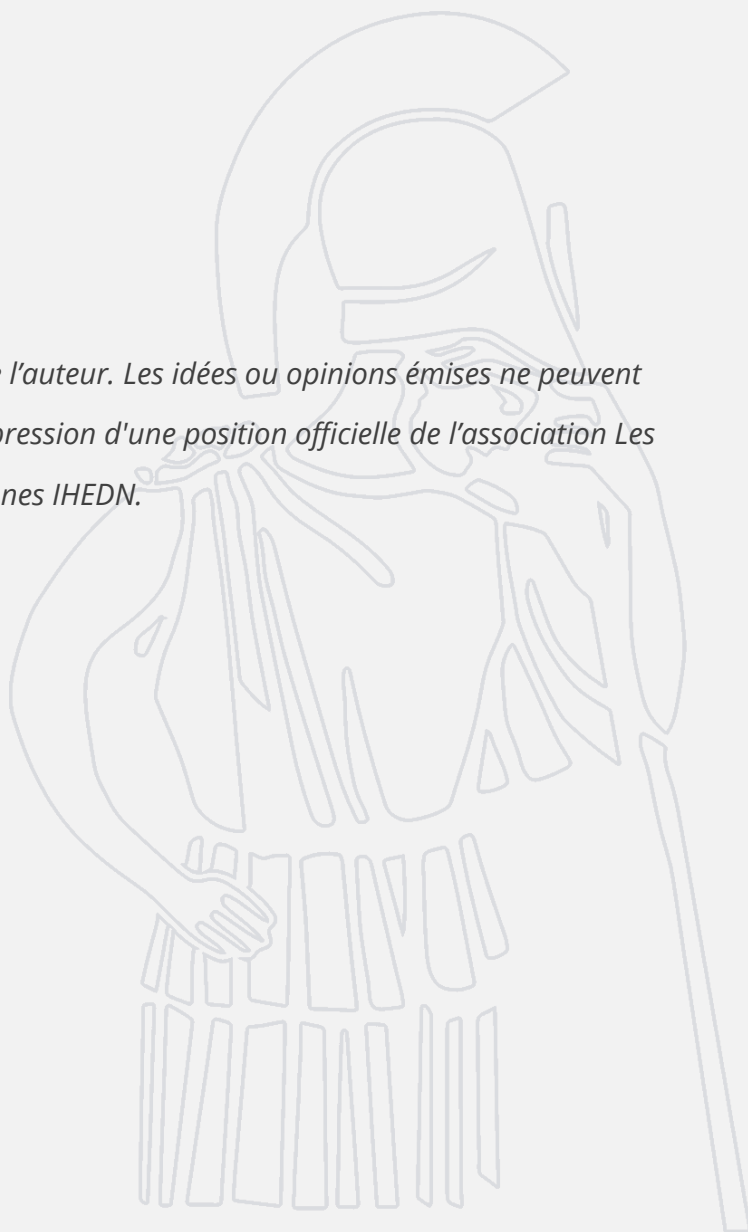 l’auteur. Les idées ou opinions émises ne peuvent
pression d'une position officielle de l’association Les
nes IHEDN.